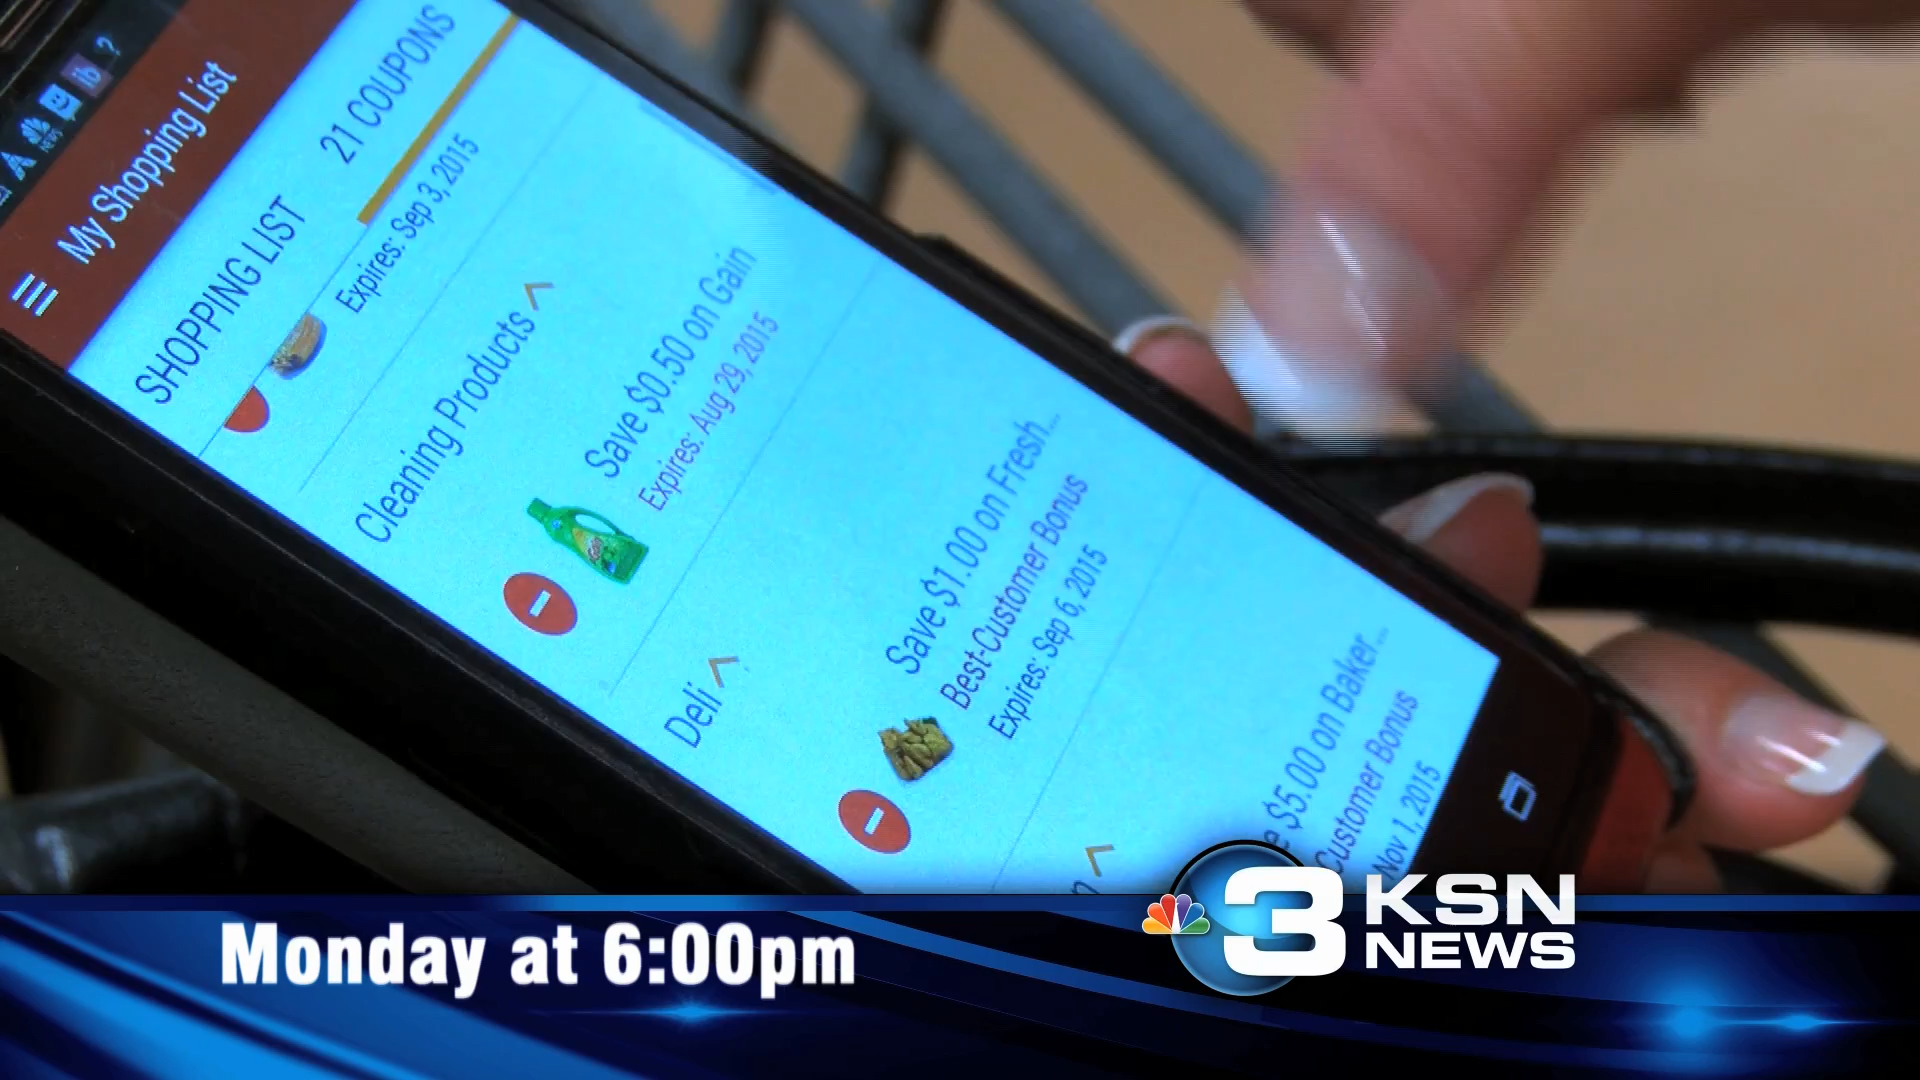 My Shopping List
SHOPPING LIST
21 COUPONS
Expires: Sep 3, 2015
Cleaning Products
Save $0.50 on Gain
Expires: Aug 29, 2015
Deli
Save $1.00 on Fresh...
Best-Customer Bonus
Expires: Sep 6, 2015
e $5.00 on Baker...
Customer Bonus
Nov 1, 2015
Monday at 6:00pm
3 KSN
NEWS